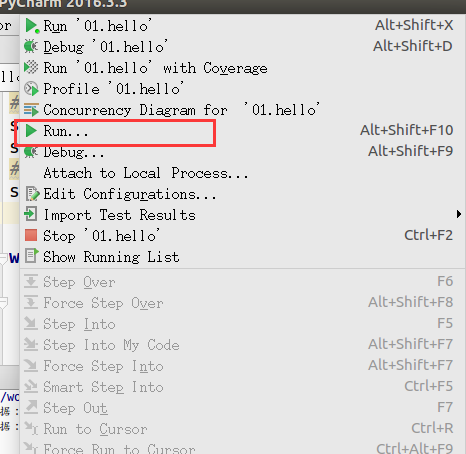 PyCharm 2016.3.3
Run '01.hello' Alt+Shift+X
Debug '01.hello' Alt+Shift+D
Run '01.hello' with Coverage
Profile '01.hello'
Concurrency Diagram for '01.hello'
Run... Alt+Shift+F10
Debug... Alt+Shift+F9
Attach to Local Process...
Edit Configurations...
Import Test Results
Stop '01.hello' Ctrl+F2
Show Running List
Step Over F6
Force Step Over Alt+Shift+F8
Step Into F5
Step Into My Code Alt+Shift+F7
Force Step Into Alt+Shift+F7
Smart Step Into Ctrl+F5
Step Out F7
Run to Cursor Ctrl+R
Force Run to Cursor Ctrl+Alt+F9